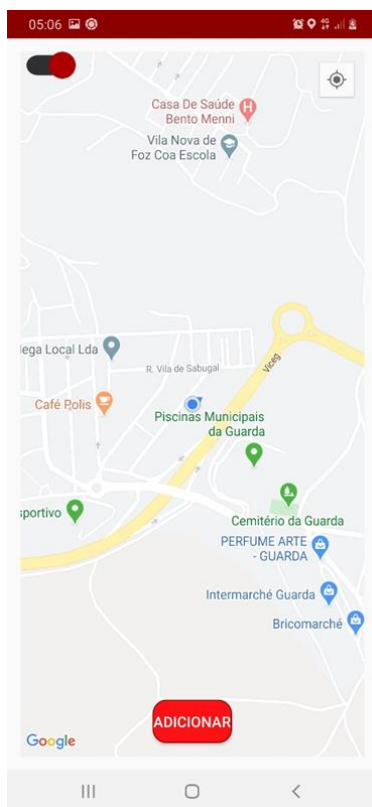 05:06
Casa De Saúde
Bento Menni
Vila Nova de
Foz Coa Escola
ega Local Lda
R. Vila de Sabugal
Viceg
Café Polis
Piscinas Municipais
da Guarda
sportivo
Cemitério da Guarda
PERFUME ARTE
- GUARDA
Intermarché Guarda
Bricomarché
ADICIONAR
Google